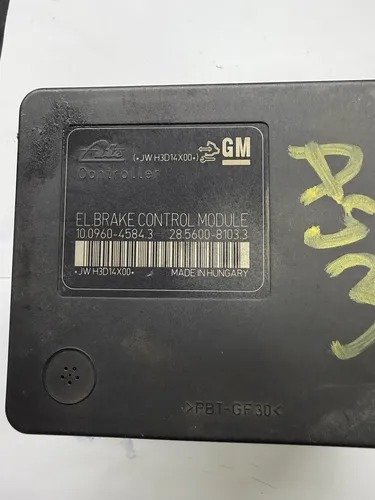 Ate (*JW H3D14X00*) GM
Controller
EL.BRAKE CONTROL MODULE
10.0960-4584.3 28.5600-8103.3
*JW H3D14X00* MADE IN HUNGARY
>PBT-GF30<